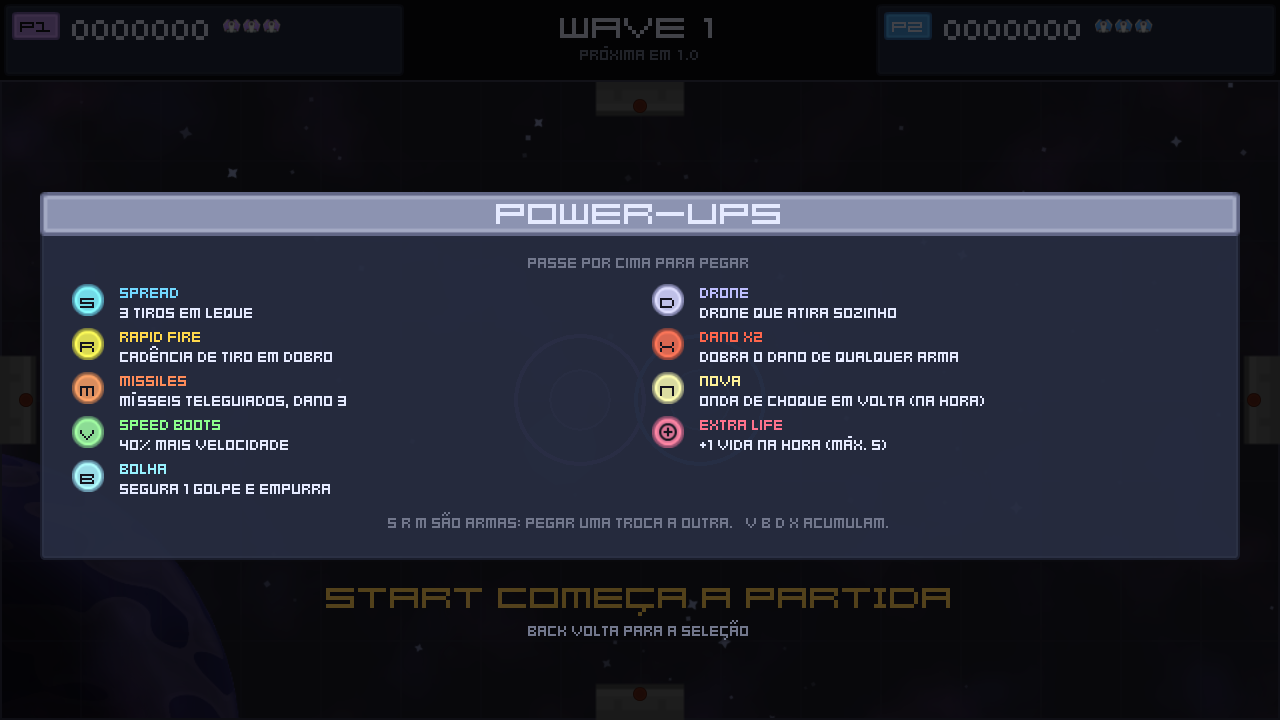 P1 0000000
WAVE 1
PRÓXIMA EM 1.0
P2 0000000
POWER-UPS
PASSE POR CIMA PARA PEGAR
S SPREAD
3 TIROS EM LEQUE
R RAPID FIRE
CADÊNCIA DE TIRO EM DOBRO
M MISSILES
MÍSSEIS TELEGUIADOS, DANO 3
V SPEED BOOTS
40% MAIS VELOCIDADE
B BOLHA
SEGURA 1 GOLPE E EMPURRA
D DRONE
DRONE QUE ATIRA SOZINHO
X DANO X2
DOBRA O DANO DE QUALQUER ARMA
N NOVA
ONDA DE CHOQUE EM VOLTA (NA HORA)
EXTRA LIFE
+1 VIDA NA HORA (MÁX. 5)
S R M SÃO ARMAS: PEGAR UMA TROCA A OUTRA. V B D X ACUMULAM.
START COMEÇA A PARTIDA
BACK VOLTA PARA A SELEÇÃO